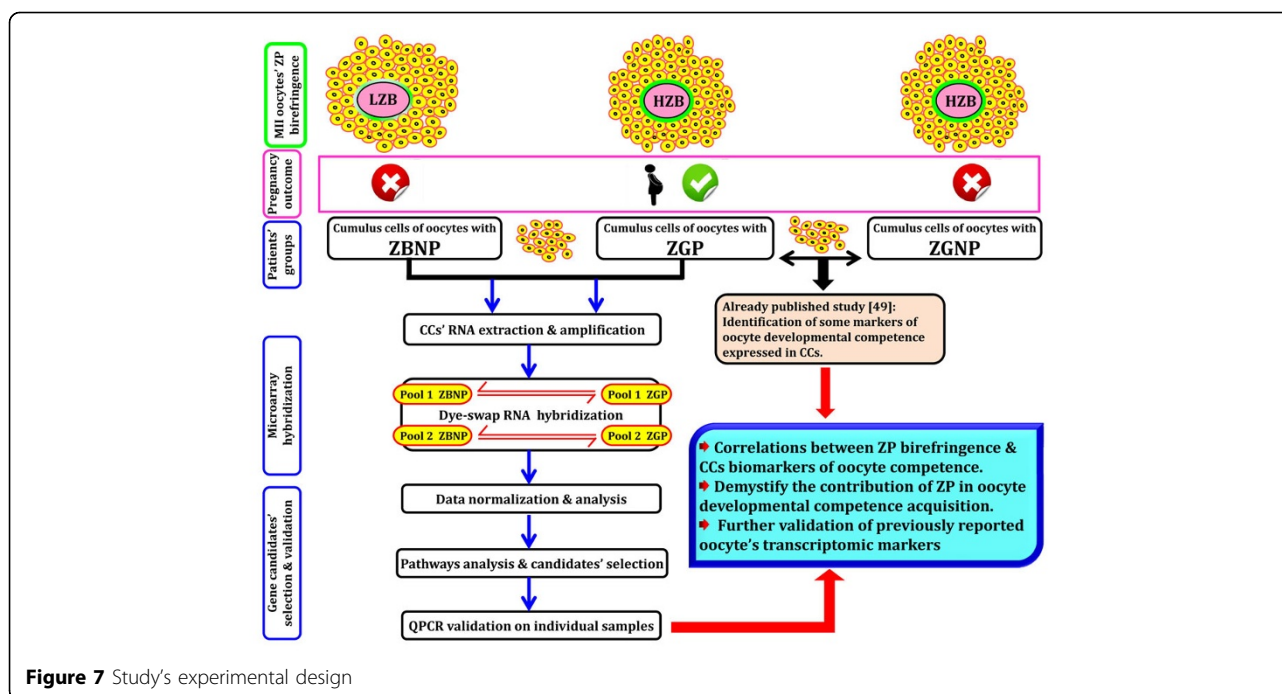 MII oocytes' ZP
birefringence
LZB
HZB
HZB
Pregnancy
outcome
Patients'
groups
Cumulus cells of oocytes with
ZBNP
Cumulus cells of oocytes with
ZGP
Cumulus cells of oocytes with
ZGNP
Already published study [49]:
Identification of some markers of
oocyte developmental competence
expressed in CCs.
Microarray
hybridization
CCs' RNA extraction & amplification
Pool 1 ZBNP
Pool 1 ZGP
Dye-swap RNA hybridization
Pool 2 ZBNP
Pool 2 ZGP
Gene candidates'
selection & validation
Data normalization & analysis
Pathways analysis & candidates' selection
QPCR validation on individual samples
Correlations between ZP birefringence &
CCs biomarkers of oocyte competence.
Demystify the contribution of ZP in oocyte
developmental competence acquisition.
Further validation of previously reported
oocyte's transcriptomic markers
Figure 7 Study's experimental design